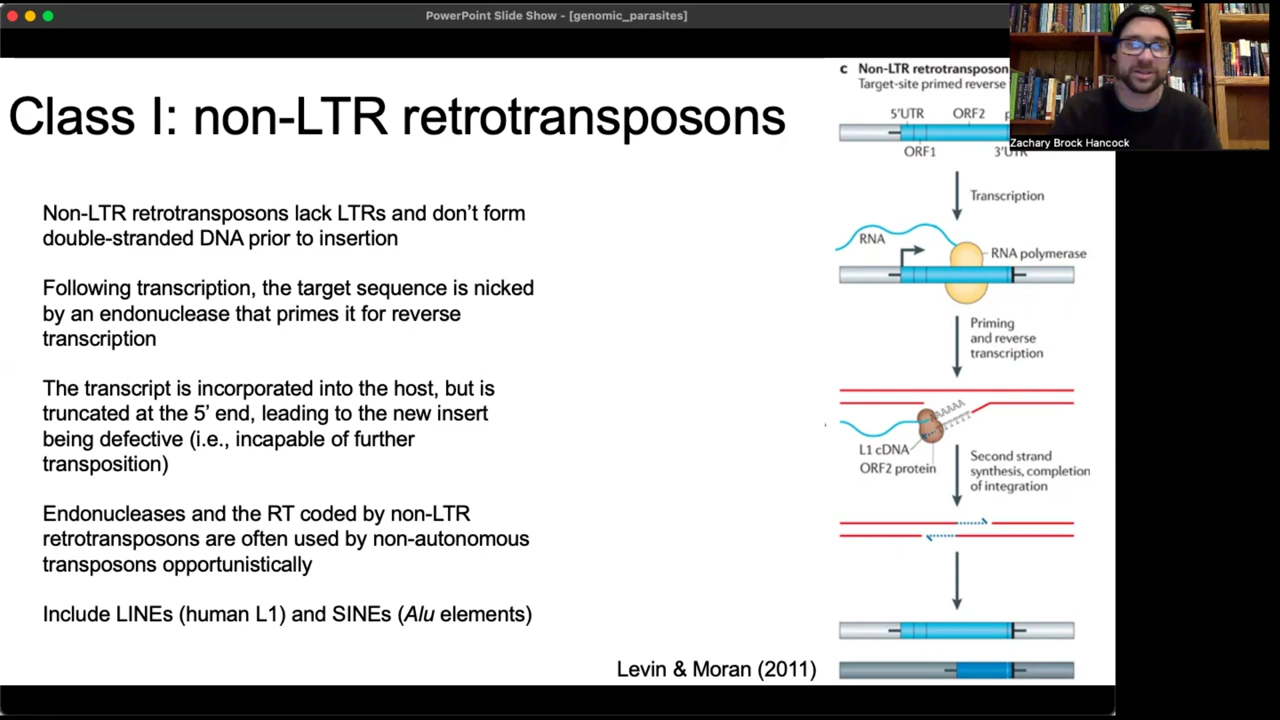 PowerPoint Slide Show - [genomic_parasites]
Zachary Brock Hancock
Class I: non-LTR retrotransposons
Non-LTR retrotransposons lack LTRs and don’t form
double-stranded DNA prior to insertion
Following transcription, the target sequence is nicked
by an endonuclease that primes it for reverse
transcription
The transcript is incorporated into the host, but is
truncated at the 5’ end, leading to the new insert
being defective (i.e., incapable of further
transposition)
Endonucleases and the RT coded by non-LTR
retrotransposons are often used by non-autonomous
transposons opportunistically
Include LINEs (human L1) and SINEs (Alu elements)
Levin & Moran (2011)
c Non-LTR retrotransposon
Target-site primed reverse
5'UTR ORF2
ORF1 3'UTR
Transcription
RNA
RNA polymerase
Priming
and reverse
transcription
AAAAA
L1 cDNA
ORF2 protein
Second strand
synthesis, completion
of integration